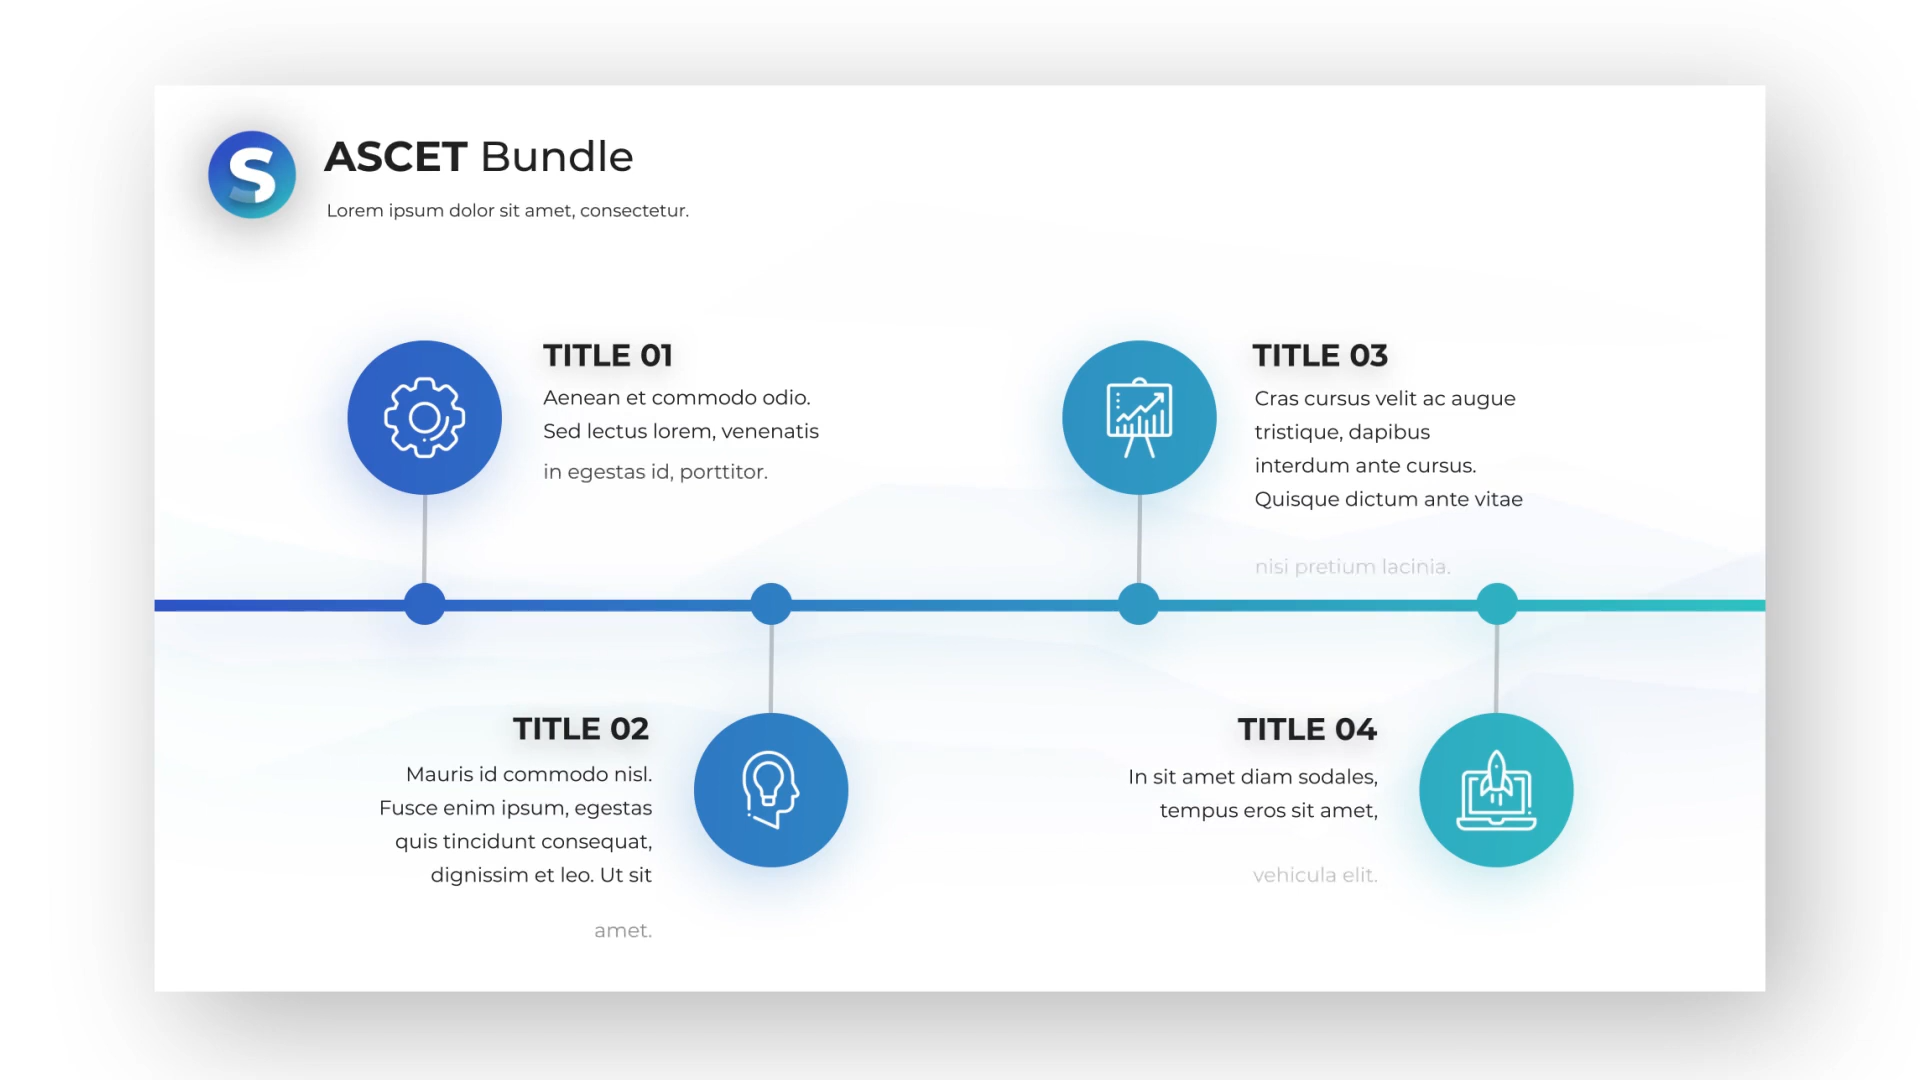 S
ASCET Bundle
Lorem ipsum dolor sit amet, consectetur.
TITLE 01
Aenean et commodo odio.
Sed lectus lorem, venenatis
in egestas id, porttitor.
TITLE 03
Cras cursus velit ac augue
tristique, dapibus
interdum ante cursus.
Quisque dictum ante vitae
nisi pretium lacinia.
TITLE 02
Mauris id commodo nisl.
Fusce enim ipsum, egestas
quis tincidunt consequat,
dignissim et leo. Ut sit
amet.
TITLE 04
In sit amet diam sodales,
tempus eros sit amet,
vehicula elit.